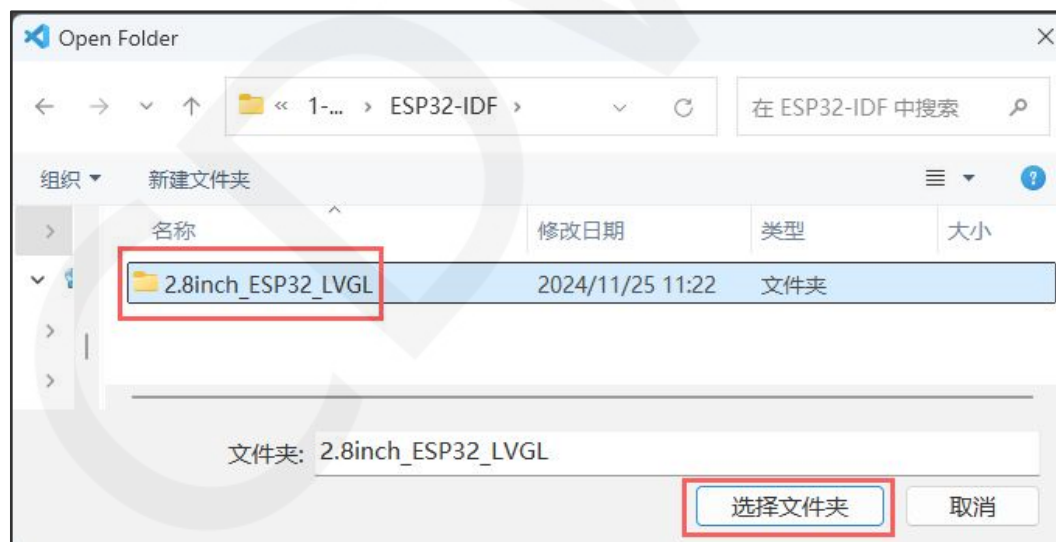 Open Folder
« 1-... › ESP32-IDF ›
在 ESP32-IDF 中搜索
组织
新建文件夹
名称 修改日期 类型 大小
2.8inch_ESP32_LVGL 2024/11/25 11:22 文件夹
文件夹: 2.8inch_ESP32_LVGL
选择文件夹 取消